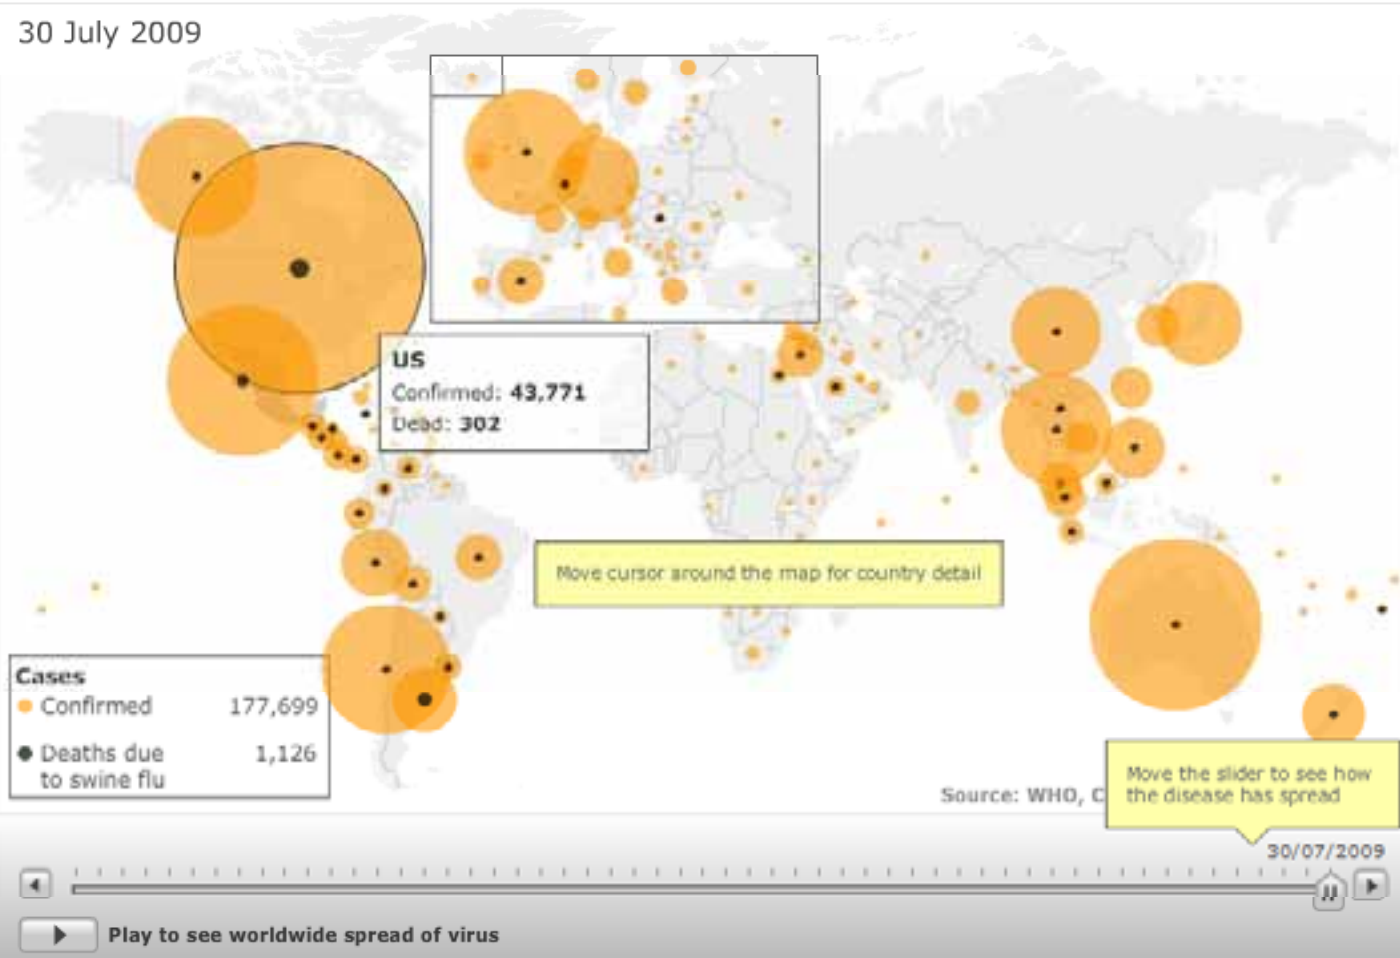 30 July 2009
US
Confirmed: 43,771
Dead: 302
Move cursor around the map for country detail
Cases
Confirmed 177,699
Deaths due 1,126
to swine flu
Source: WHO, C
Move the slider to see how
the disease has spread
30/07/2009
Play to see worldwide spread of virus